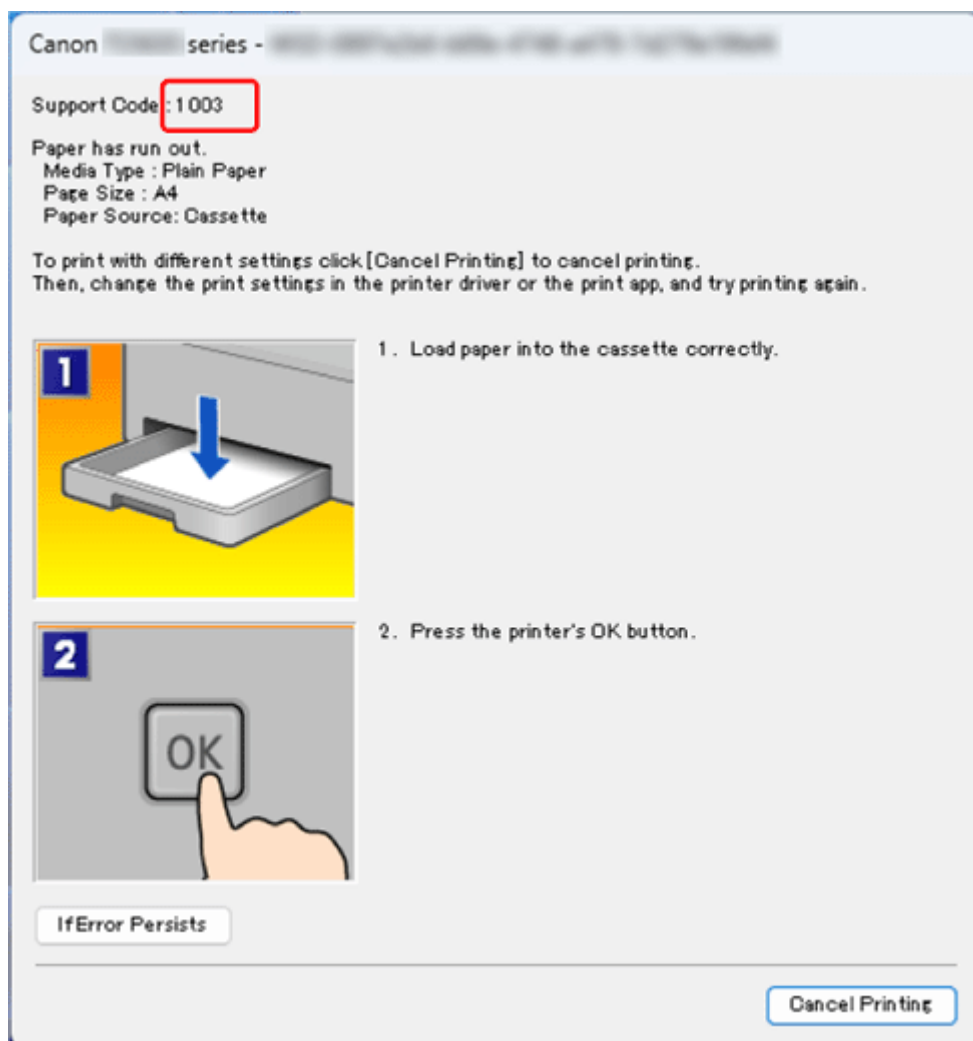 Canon series -
Support Code : 1003
Paper has run out.
Media Type : Plain Paper
Page Size : A4
Paper Source: Cassette
To print with different settings click [Cancel Printing] to cancel printing.
Then, change the print settings in the printer driver or the print app, and try printing again.
1
1. Load paper into the cassette correctly.
2
2. Press the printer's OK button.
OK
If Error Persists
Cancel Printing